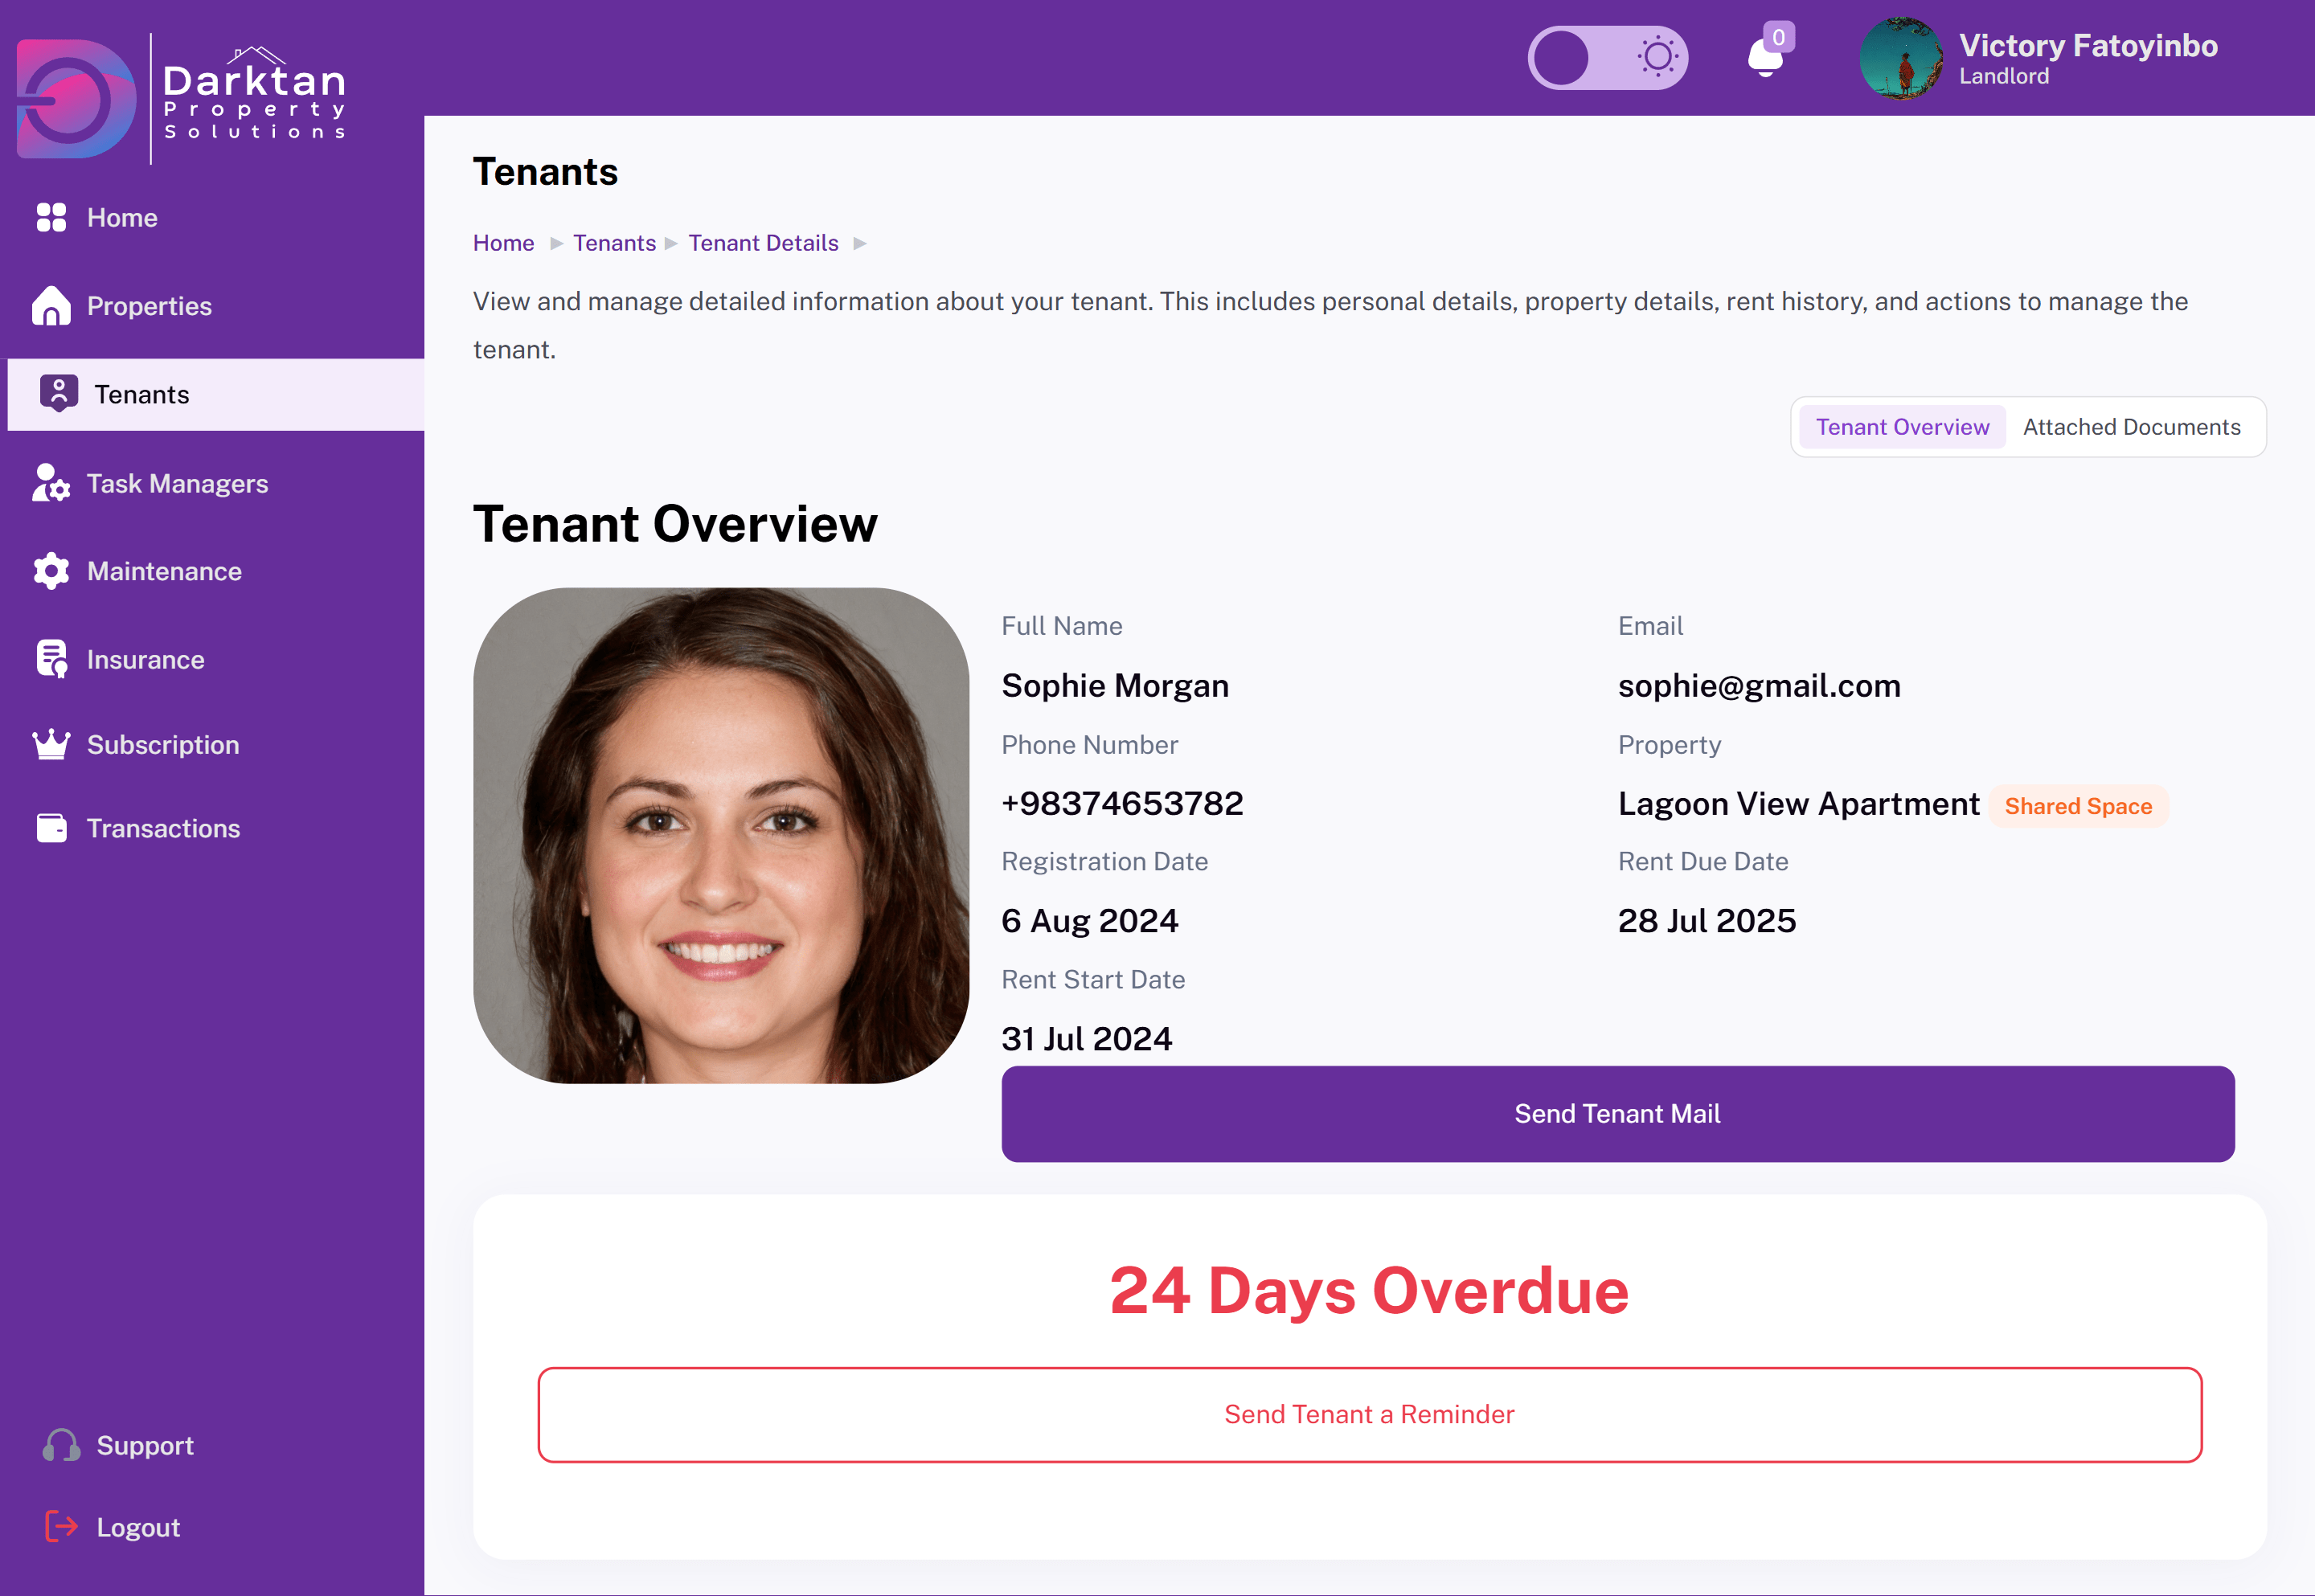 Darktan
Property
Solutions
0
Victory Fatoyinbo
Landlord
Home
Properties
Tenants
Task Managers
Maintenance
Insurance
Subscription
Transactions
Support
Logout
Tenants
Home
Tenants
Tenant Details
View and manage detailed information about your tenant. This includes personal details, property details, rent history, and actions to manage the
tenant.
Tenant Overview
Attached Documents
Tenant Overview
Full Name
Sophie Morgan
Email
sophie@gmail.com
Phone Number
+98374653782
Property
Lagoon View Apartment
Shared Space
Registration Date
6 Aug 2024
Rent Due Date
28 Jul 2025
Rent Start Date
31 Jul 2024
Send Tenant Mail
24 Days Overdue
Send Tenant a Reminder